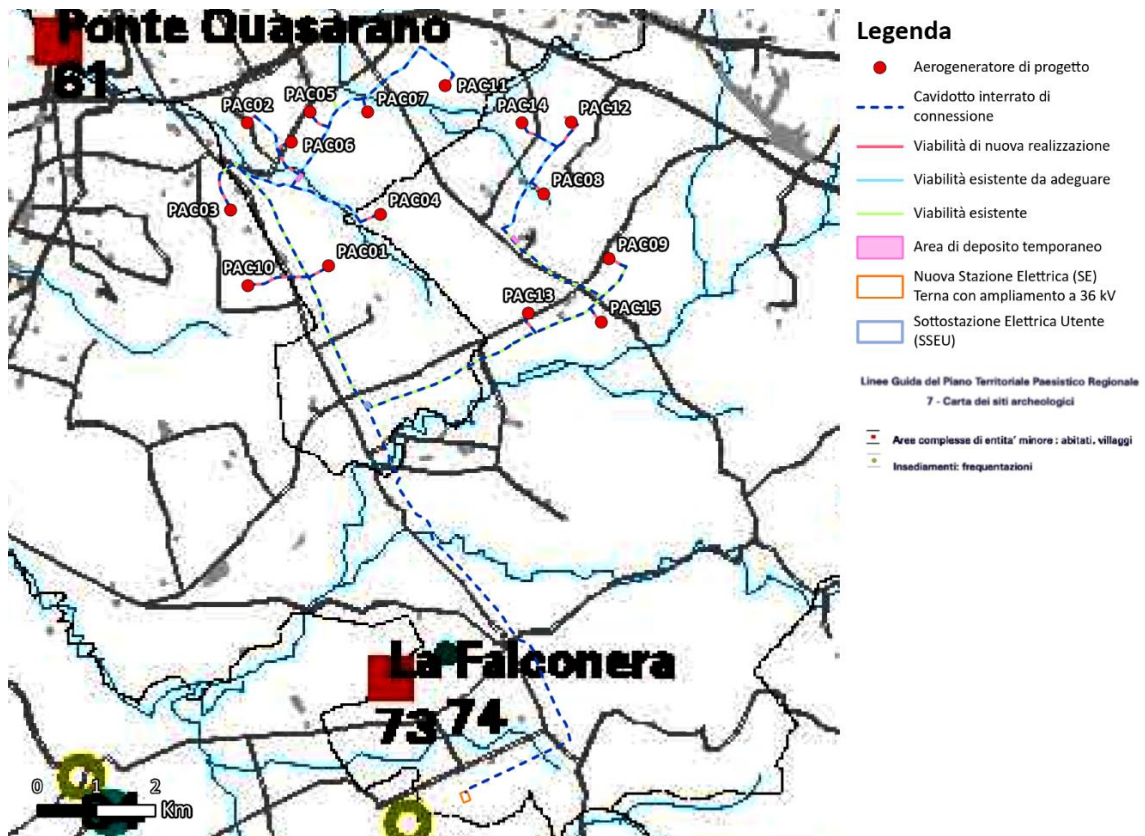 Ponte Quasarano
61
PAC02
PAC05
PAC07
PAC11
PAC14
PAC12
PAC06
PAC08
PAC03
PAC04
PAC09
PAC01
PAC10
PAC13
PAC15
La Falconera
73 74
0 1 2
Km
Legenda
Aerogeneratore di progetto
Cavidotto interrato di
connessione
Viabilità di nuova realizzazione
Viabilità esistente da adeguare
Viabilità esistente
Area di deposito temporaneo
Nuova Stazione Elettrica (SE)
Terna con ampliamento a 36 kV
Sottostazione Elettrica Utente
(SSEU)
Linee Guida del Piano Territoriale Paesistico Regionale
7 - Carta dei siti archeologici
Aree complesse di entita' minore : abitati, villaggi
Insediamenti: frequentazioni